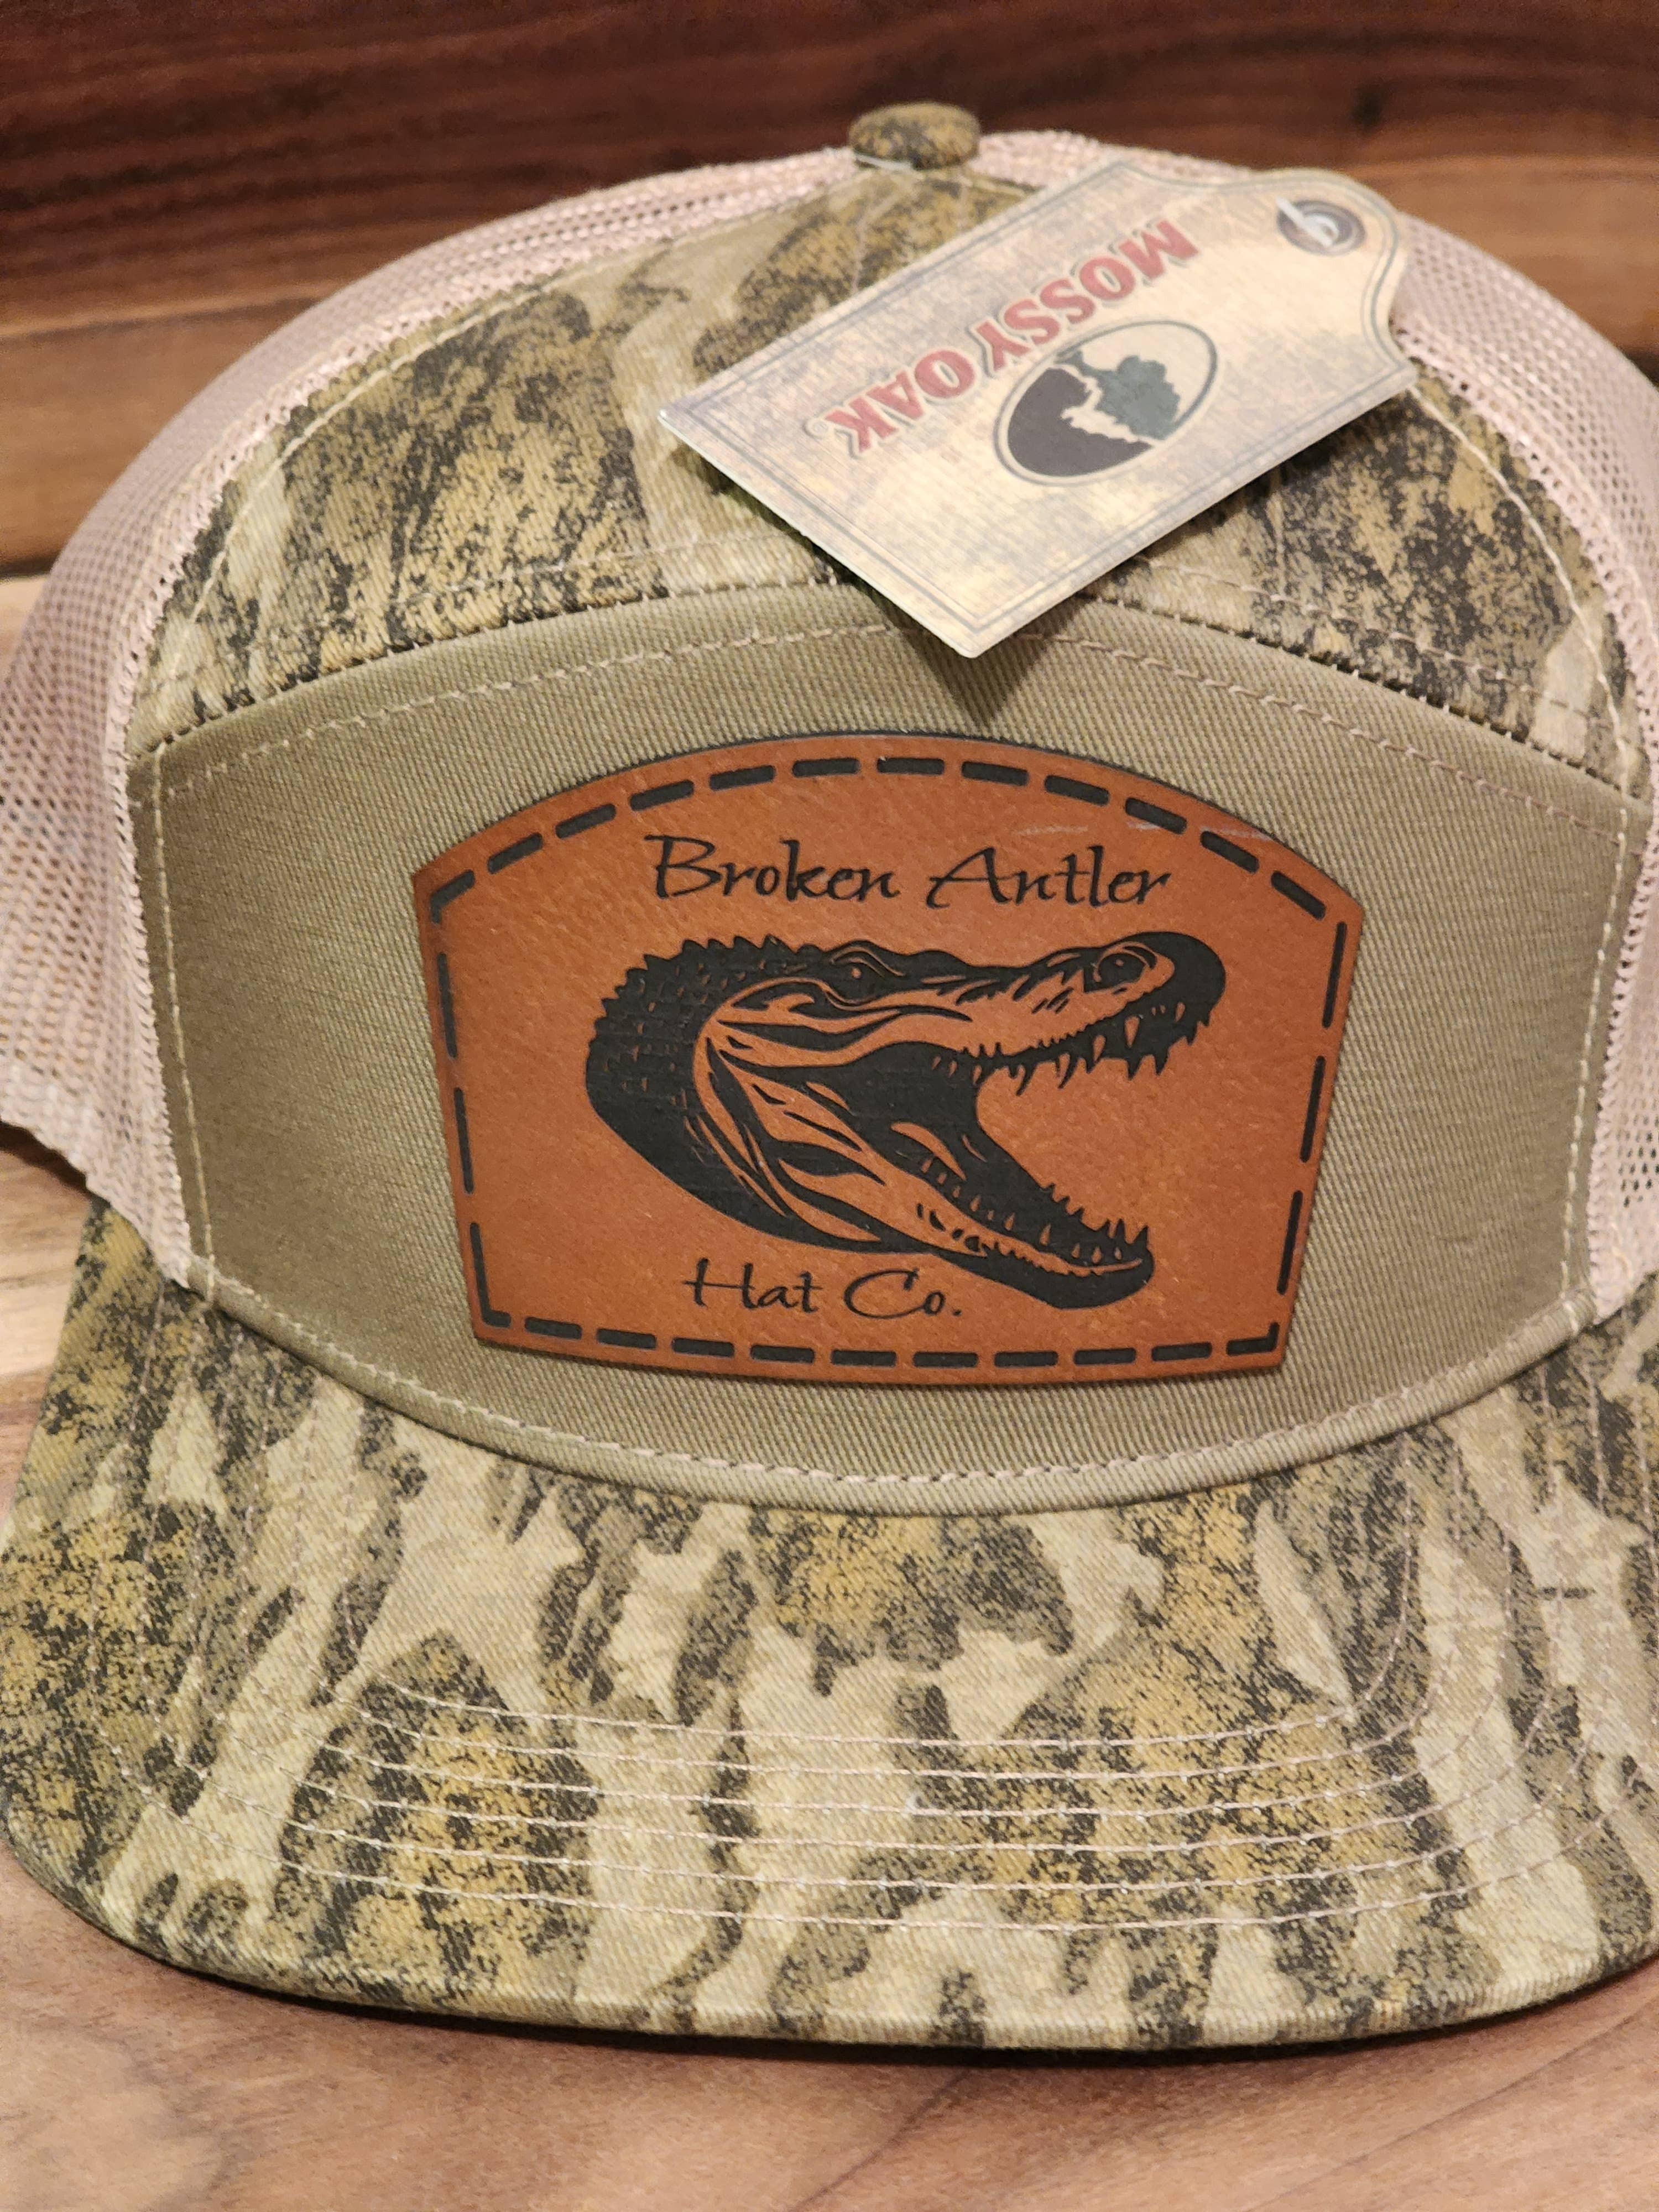 MOSSY OAK
Broken Antler
Hat Co.